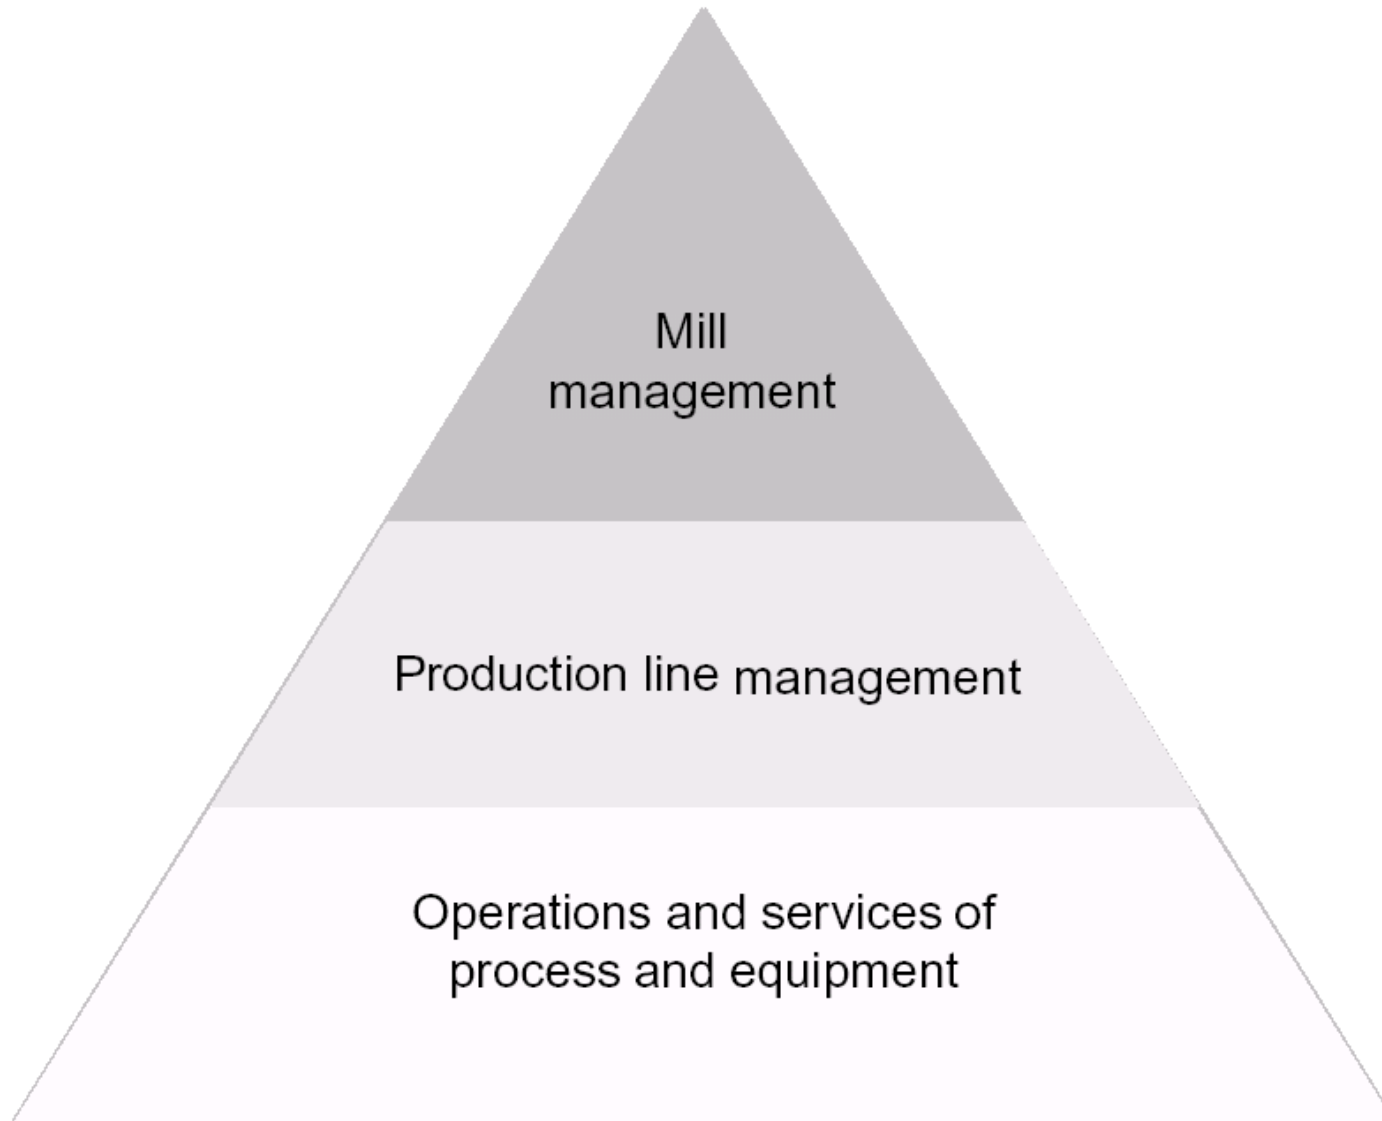 Mill
management
Production line management
Operations and services of
process and equipment